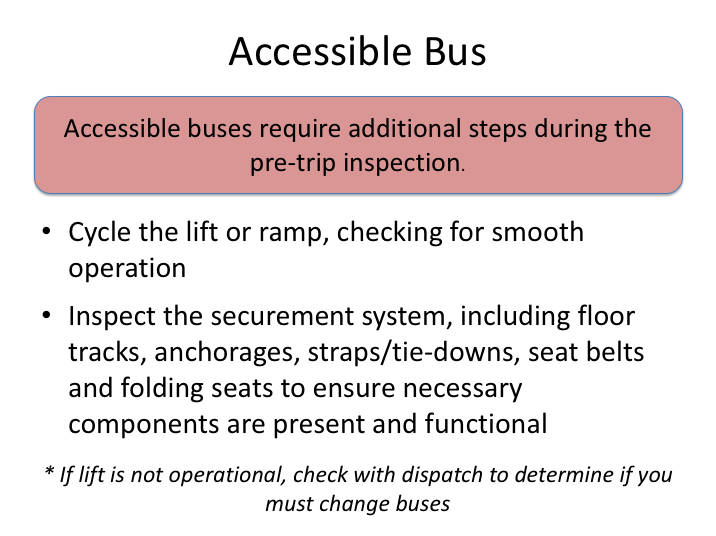 Accessible Bus
Accessible buses require additional steps during the
pre-trip inspection.
• Cycle the lift or ramp, checking for smooth
operation
• Inspect the securement system, including floor
tracks, anchorages, straps/tie-downs, seat belts
and folding seats to ensure necessary
components are present and functional
* If lift is not operational, check with dispatch to determine if you
must change buses